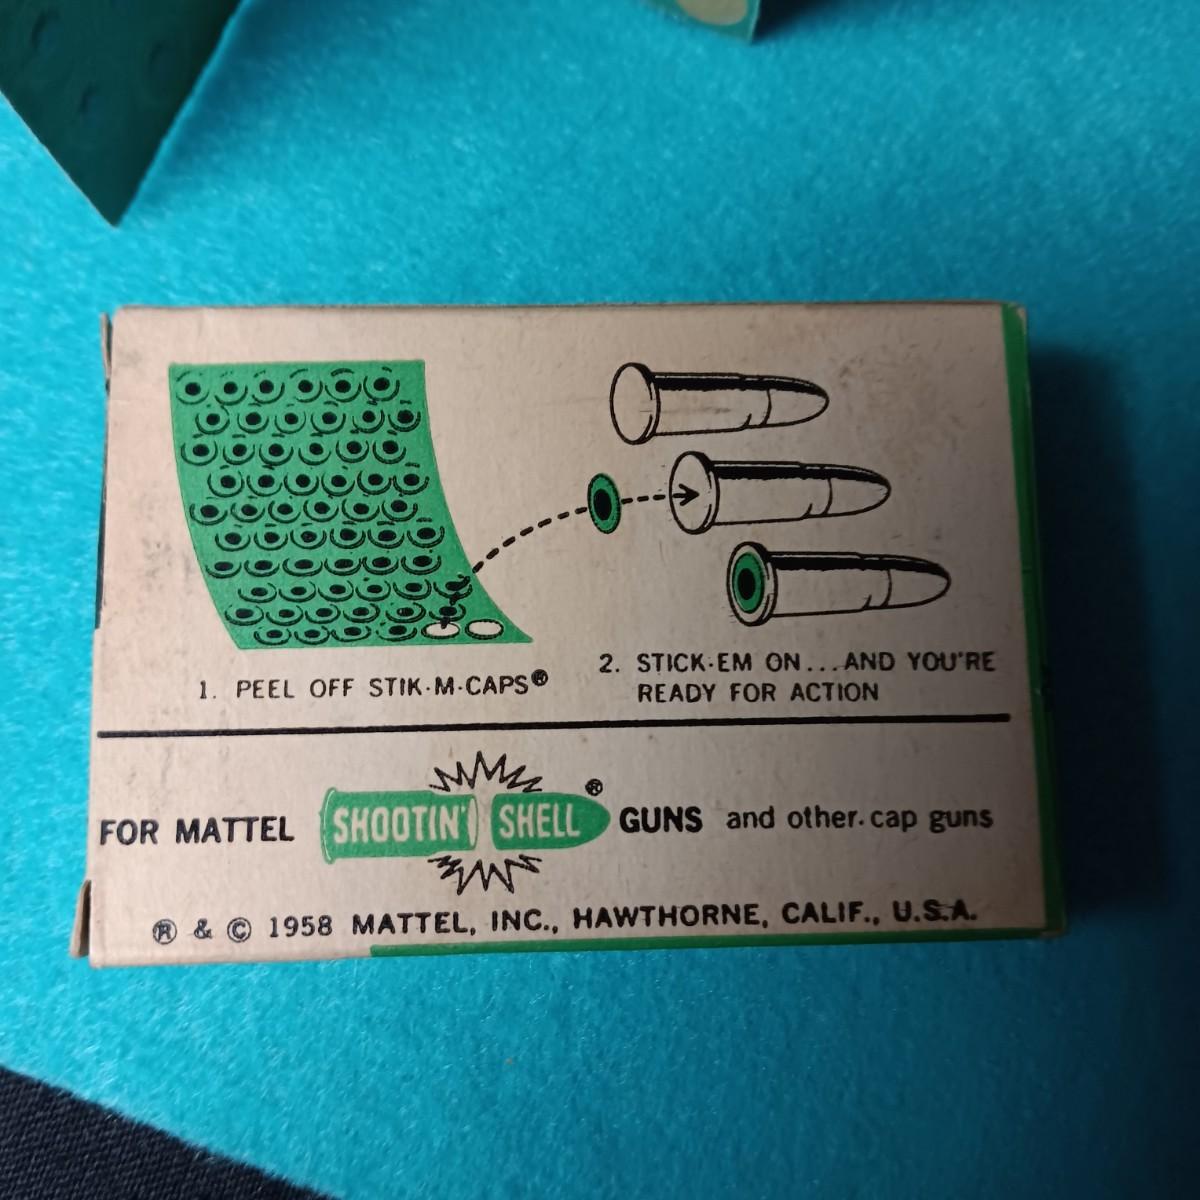 1. PEEL OFF STIK-M-CAPS®
2. STICK-EM ON...AND YOU'RE
READY FOR ACTION
FOR MATTEL SHOOTIN' SHELL® GUNS and other cap guns
® & © 1958 MATTEL, INC., HAWTHORNE, CALIF., U.S.A.